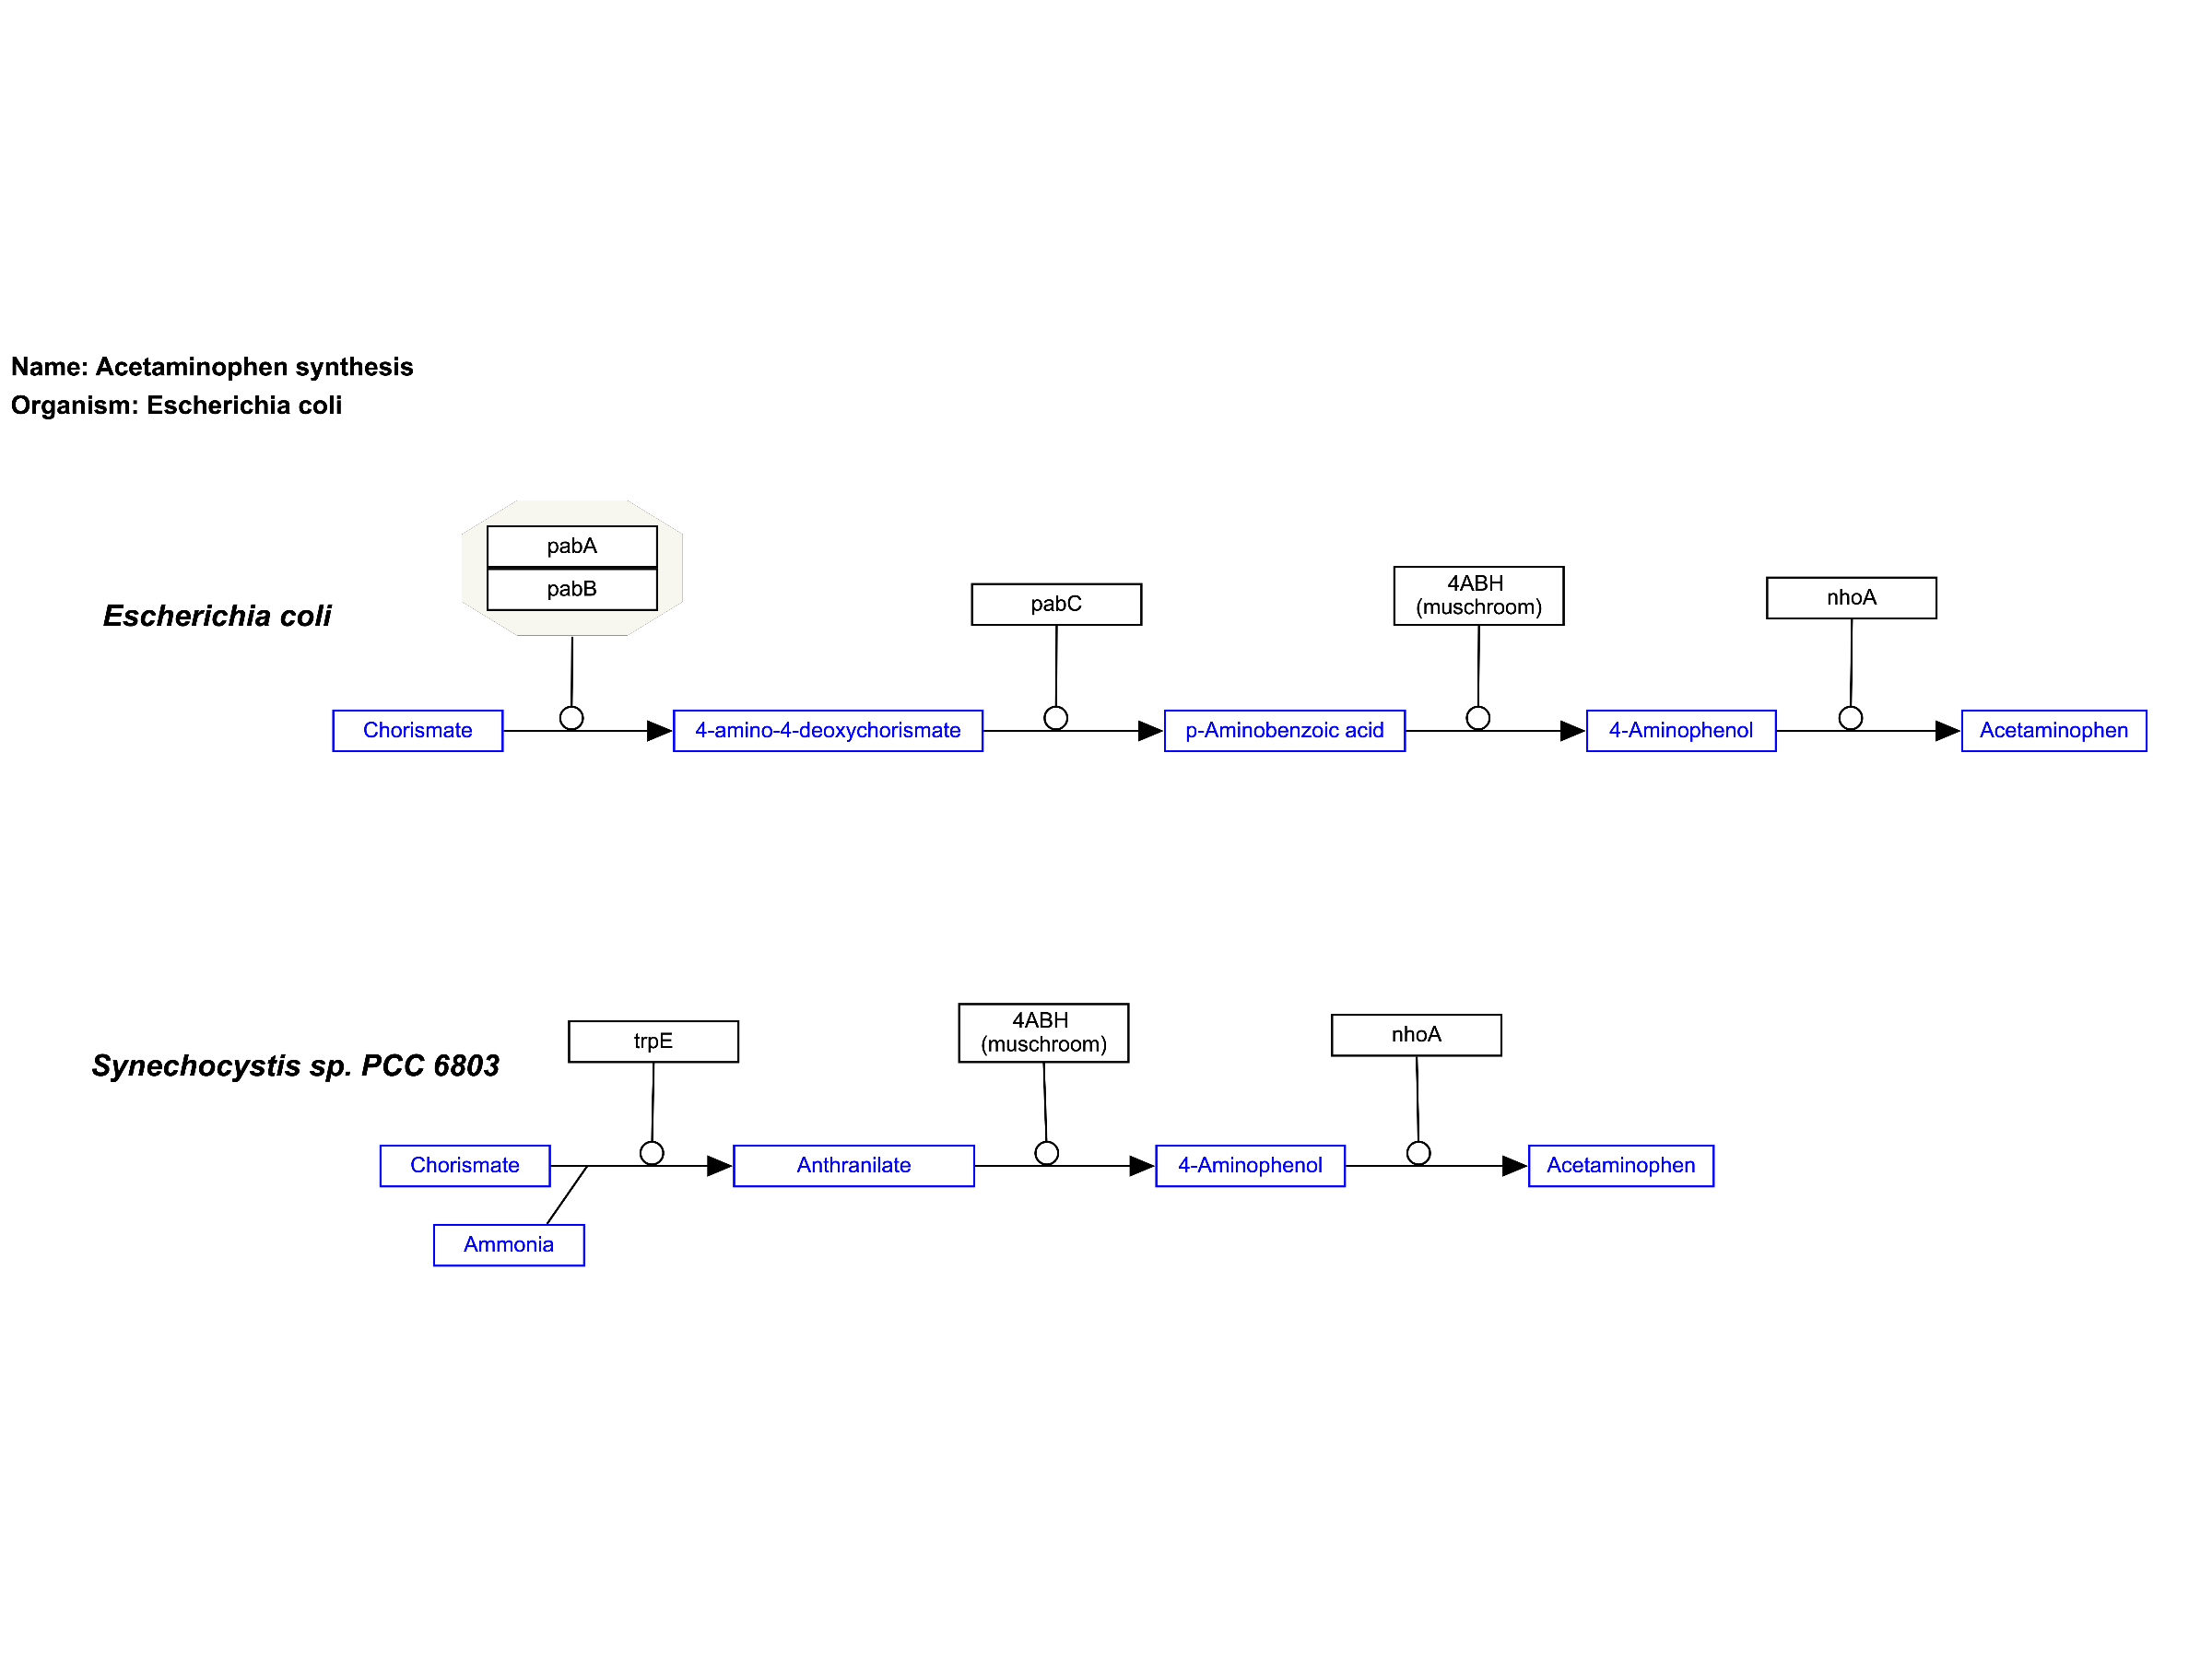 Name: Acetaminophen synthesis
Organism: Escherichia coli
pabA
pabB
Escherichia coli
pabC
4ABH
(muschroom)
nhoA
Chorismate
4-amino-4-deoxychorismate
p-Aminobenzoic acid
4-Aminophenol
Acetaminophen
Synechocystis sp. PCC 6803
trpE
4ABH
(muschroom)
nhoA
Chorismate
Anthranilate
4-Aminophenol
Acetaminophen
Ammonia